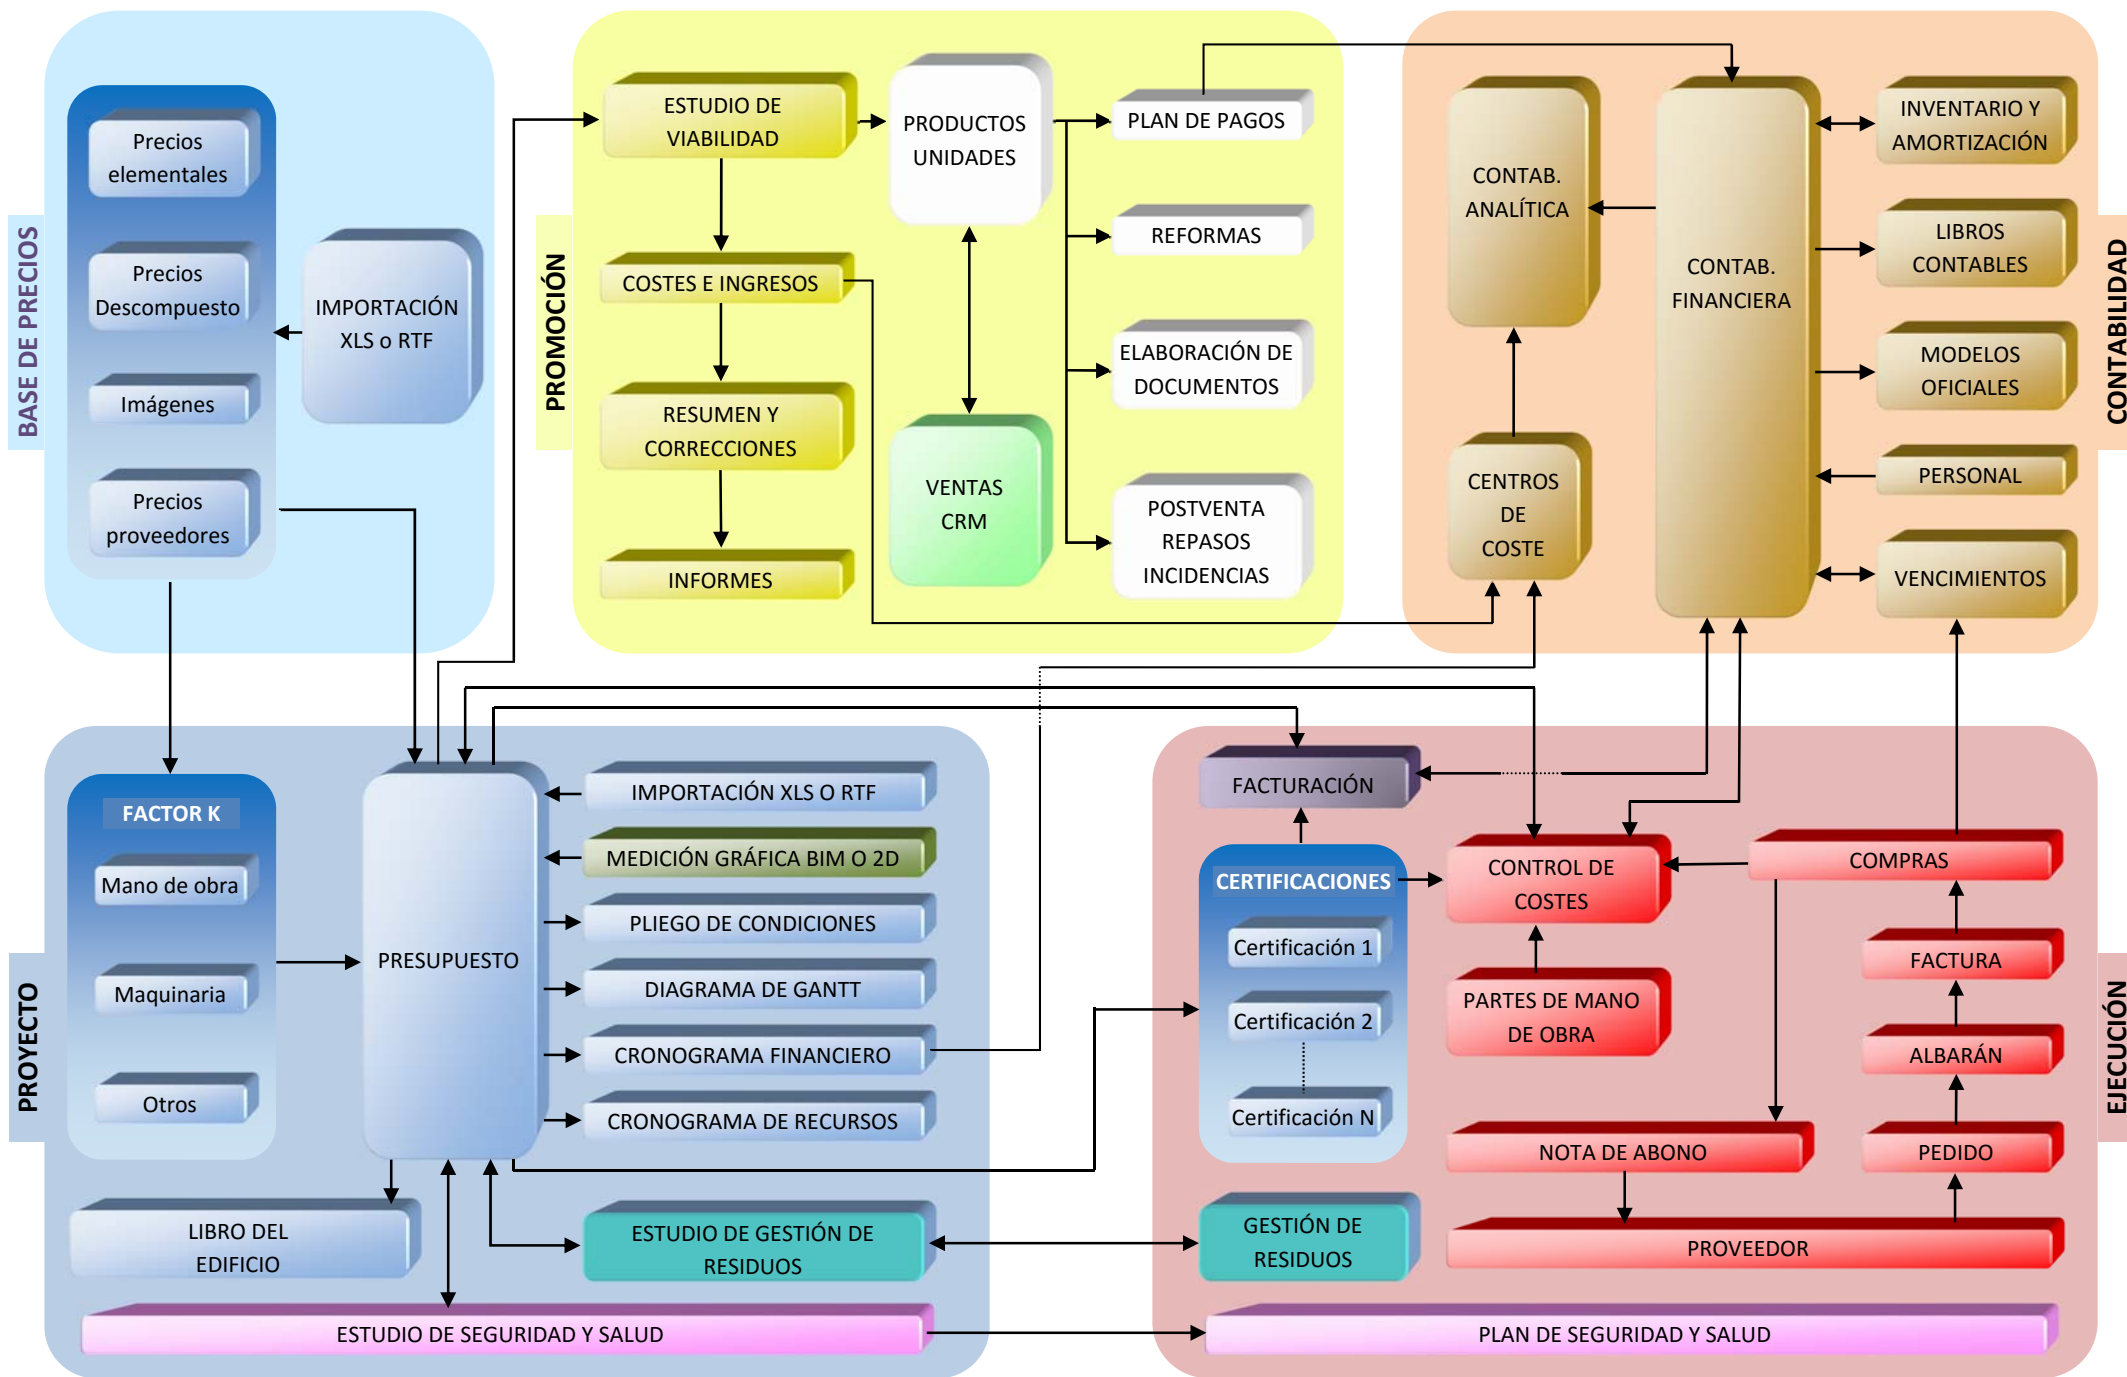 BASE DE PRECIOS
Precios
elementales
Precios
Descompuesto
Imágenes
Precios
proveedores
IMPORTACIÓN
XLS o RTF
PROMOCIÓN
ESTUDIO DE
VIABILIDAD
COSTES E INGRESOS
RESUMEN Y
CORRECCIONES
INFORMES
PRODUCTOS
UNIDADES
VENTAS
CRM
PLAN DE PAGOS
REFORMAS
ELABORACIÓN DE
DOCUMENTOS
POSTVENTA
REPASOS
INCIDENCIAS
CONTABILIDAD
CONTAB.
ANALÍTICA
CENTROS
DE
COSTE
CONTAB.
FINANCIERA
INVENTARIO Y
AMORTIZACIÓN
LIBROS
CONTABLES
MODELOS
OFICIALES
PERSONAL
VENCIMIENTOS
PROYECTO
FACTOR K
Mano de obra
Maquinaria
Otros
PRESUPUESTO
IMPORTACIÓN XLS O RTF
MEDICIÓN GRÁFICA BIM O 2D
PLIEGO DE CONDICIONES
DIAGRAMA DE GANTT
CRONOGRAMA FINANCIERO
CRONOGRAMA DE RECURSOS
LIBRO DEL
EDIFICIO
ESTUDIO DE GESTIÓN DE
RESIDUOS
ESTUDIO DE SEGURIDAD Y SALUD
EJECUCIÓN
FACTURACIÓN
CERTIFICACIONES
Certificación 1
Certificación 2
Certificación N
CONTROL DE
COSTES
PARTES DE MANO
DE OBRA
COMPRAS
FACTURA
ALBARÁN
PEDIDO
NOTA DE ABONO
PROVEEDOR
GESTIÓN DE
RESIDUOS
PLAN DE SEGURIDAD Y SALUD